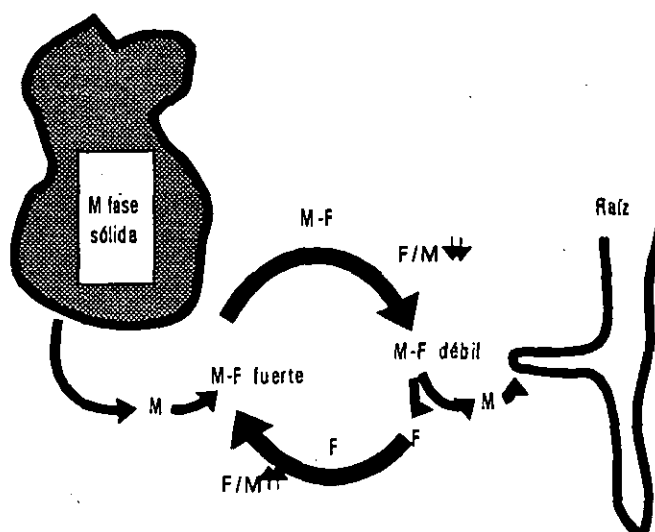 M fase
sólida
Raíz
M-F
F/M
M-F débil
M-F fuerte
M
M
F
F
F/M